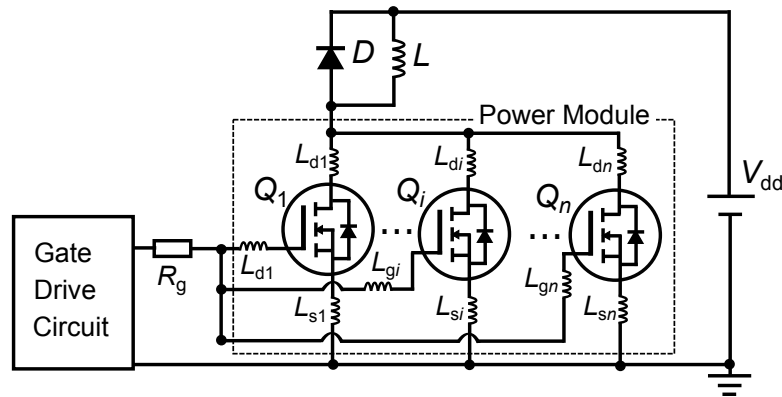 D
L
Power Module
Ld1
Ldi
Ldn
Vdd
Q1
Qi
Qn
...
...
Gate
Drive
Circuit
Rg
Ld1
Lgi
Lgn
Ls1
Lsi
Lsn